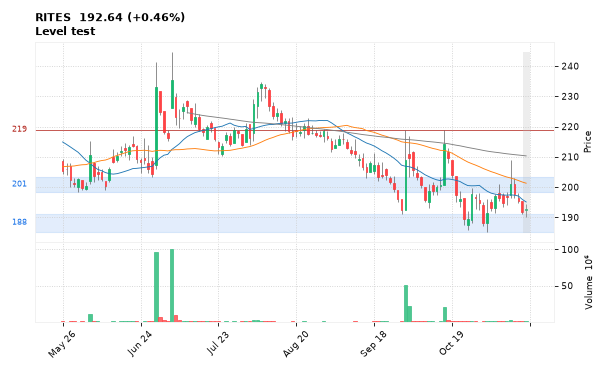 RITES 192.64 (+0.46%)
Level test
240
230
220
219
210
201
200
188
190
Price
100
50
Volume 10⁶
May 26
Jun 24
Jul 23
Aug 20
Sep 18
Oct 19